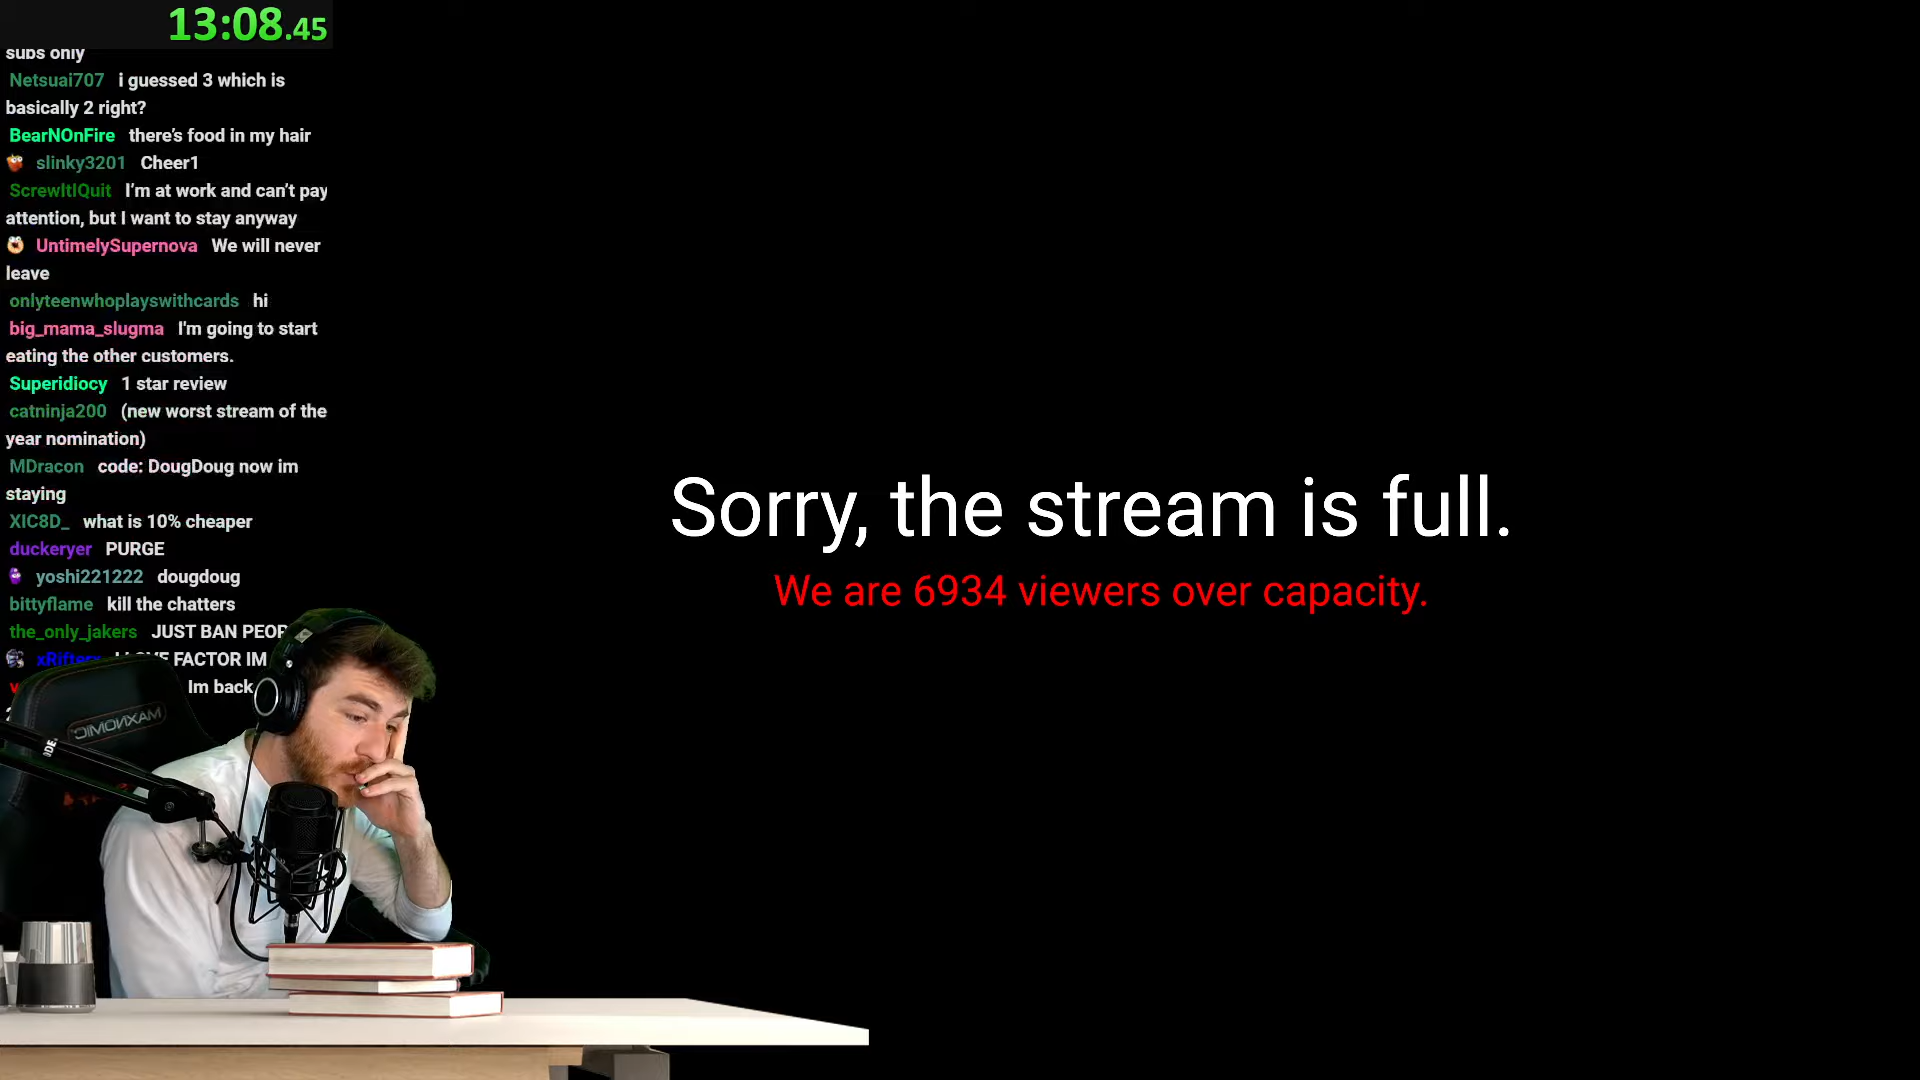 13:08.45
subs only
Netsuai707 i guessed 3 which is
basically 2 right?
BearNOnFire there’s food in my hair
slinky3201 Cheer1
ScrewItIQuit I’m at work and can’t pay
attention, but I want to stay anyway
UntimelySupernova We will never
leave
onlyteenwhoplayswithcards hi
big_mama_slugma I'm going to start
eating the other customers.
Superidiocy 1 star review
catninja200 (new worst stream of the
year nomination)
MDracon code: DougDoug now im
staying
XIC8D_ what is 10% cheaper
duckeryer PURGE
yoshi221222 dougdoug
bittyflame kill the chatters
the_only_jakers JUST BAN
FACTOR IM
Im back
MAXNOMIC
Sorry, the stream is full.
We are 6934 viewers over capacity.